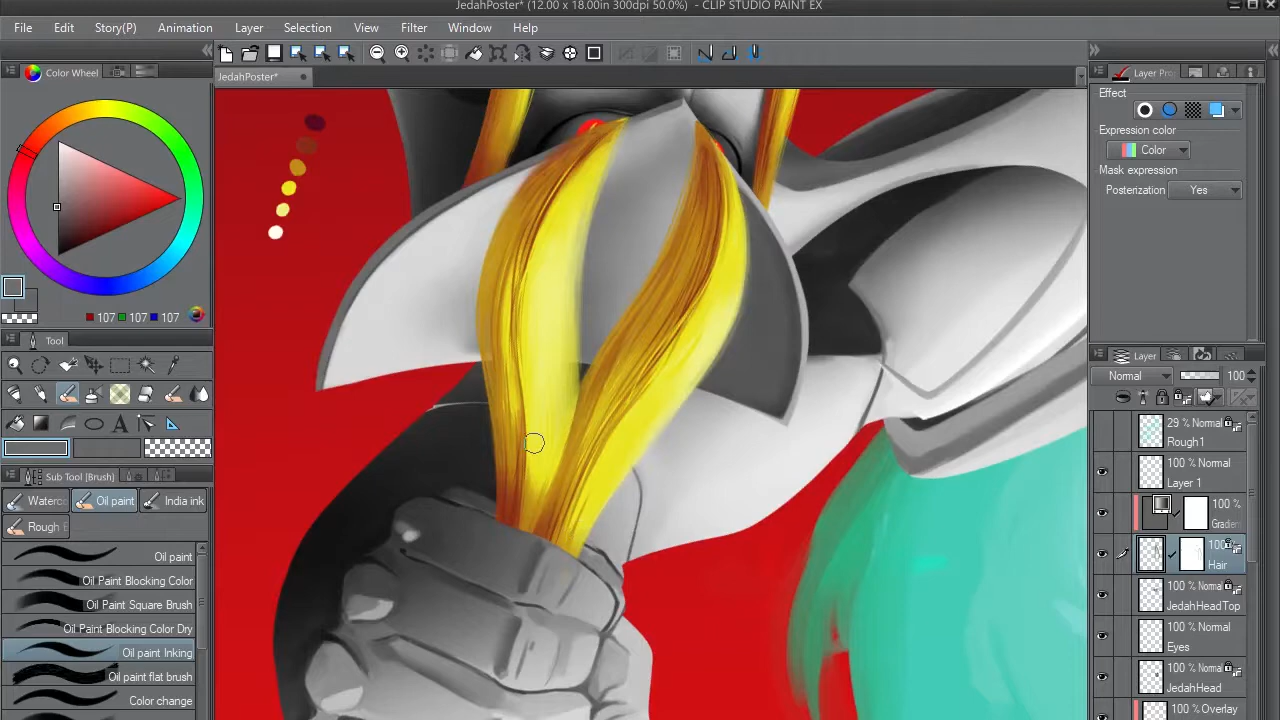 JedahPoster* (12.00 x 18.00in 300dpi 50.0%) - CLIP STUDIO PAINT EX
File Edit Story(P) Animation Layer Selection View Filter Window Help
JedahPoster*
Color Wheel
107 107 107
Tool
Sub Tool [Brush]
Oil paint India ink
Rough
Oil paint
Oil Paint Blocking Color
Oil Paint Square Brush
Oil Paint Blocking Color Dry
Oil paint Inking
Oil paint flat brush
Color change
Layer
Effect
Expression color
Color
Mask expression
Posterization Yes
Layer
Normal 100
29 % Normal
Rough1
100 % Normal
Layer 1
100 %
100 %
Hair
100 % Normal
JedahHeadTop
100 % Normal
Eyes
100 % Normal
JedahHead
100 % Overlay